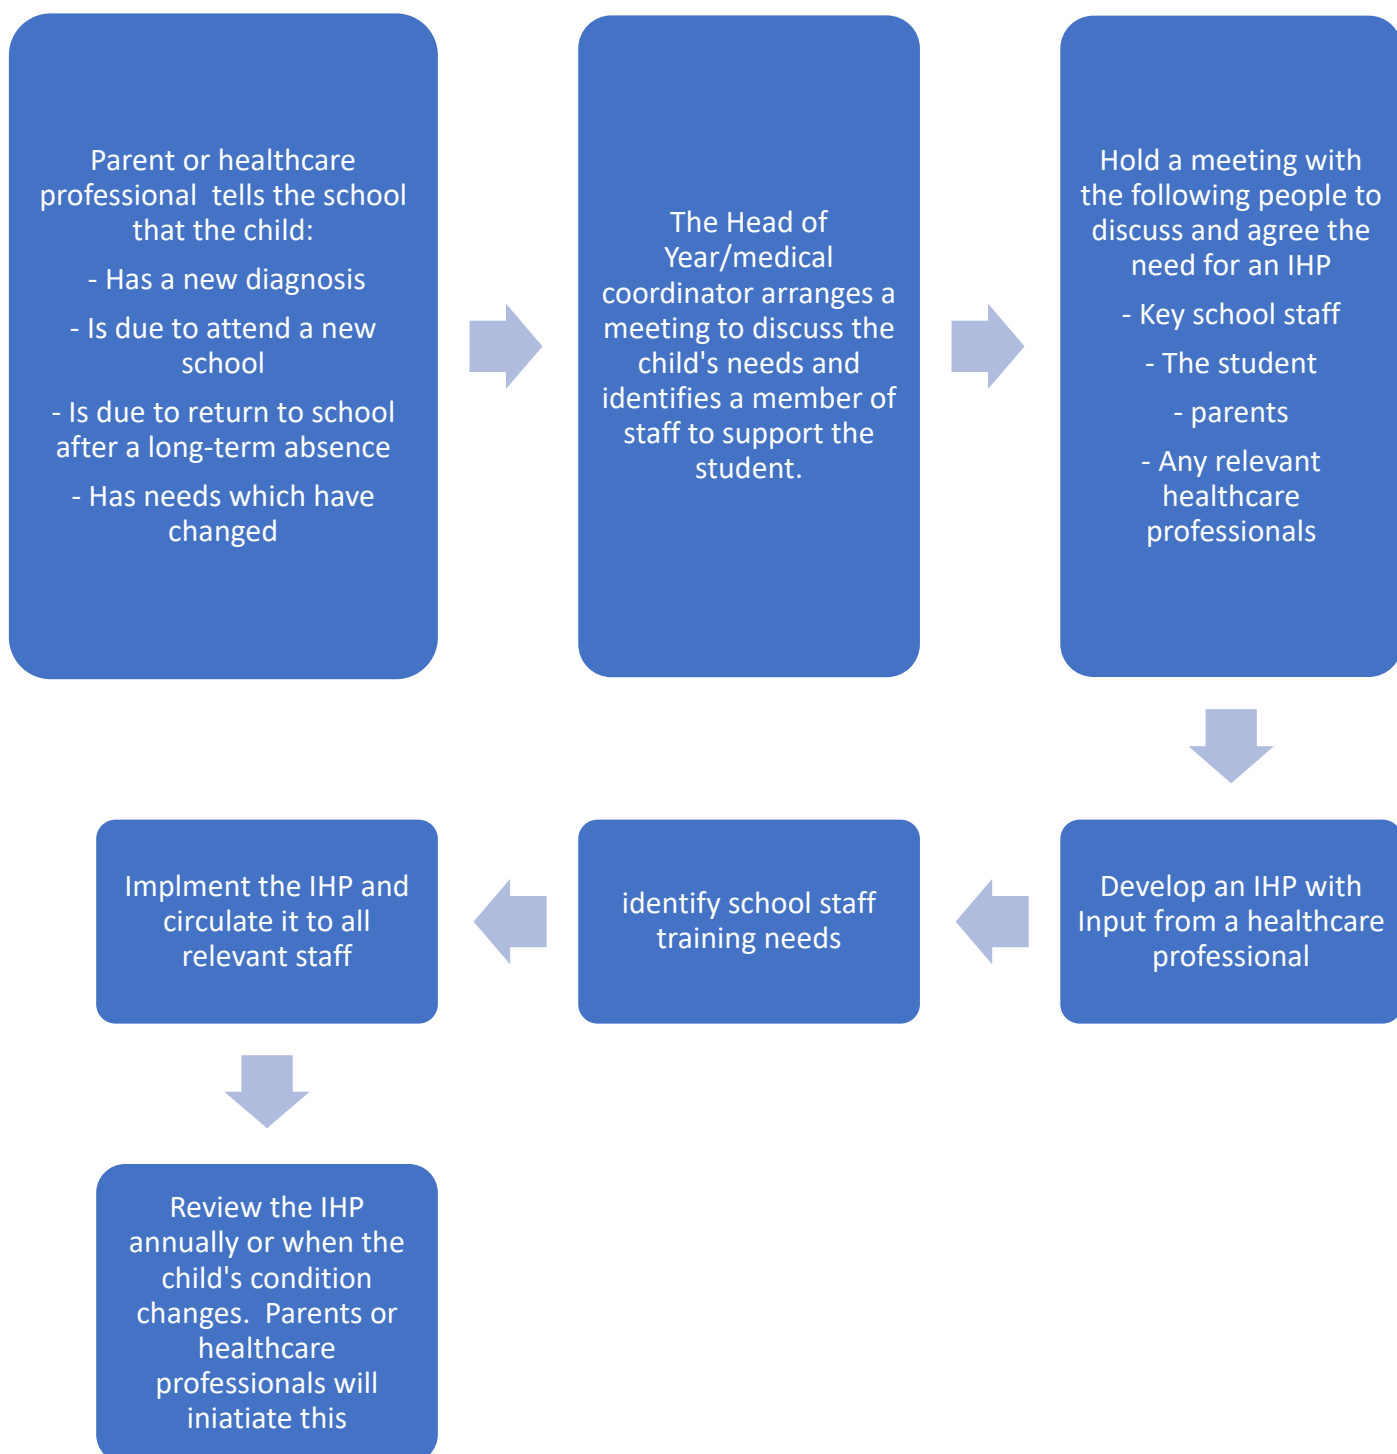 Parent or healthcare
professional  tells the school
that the child:
- Has a new diagnosis
- Is due to attend a new
school
- Is due to return to school
after a long-term absence
- Has needs which have
changed
The Head of
Year/medical
coordinator arranges a
meeting to discuss the
child's needs and
identifies a member of
staff to support the
student.
Hold a meeting with
the following people to
discuss and agree the
need for an IHP
- Key school staff
- The student
- parents
- Any relevant
healthcare
professionals
Develop an IHP with
Input from a healthcare
professional
identify school staff
training needs
Implment the IHP and
circulate it to all
relevant staff
Review the IHP
annually or when the
child's condition
changes.  Parents or
healthcare
professionals will
iniatiate this